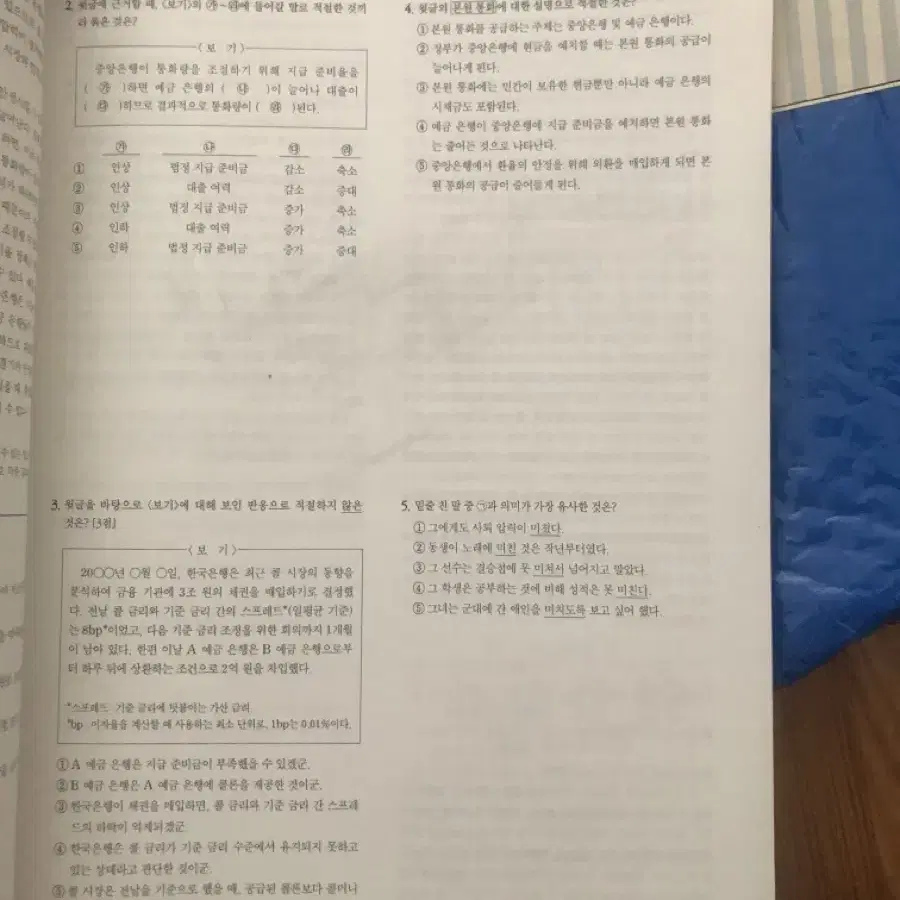 2. 윗글에 근거할 때, 〈보기〉의 ㉮~㉱에 들어갈 말로 적절한 것끼
리 묶은 것은?
〈보 기〉
중앙은행이 통화량을 조절하기 위해 지급 준비율을
( ㉮ )하면 예금 은행의 ( ㉯ )이 늘어나 대출이
( ㉰ )하므로 결과적으로 통화량이 ( ㉱ )된다.
㉮ ㉯ ㉰ ㉱
① 인상 법정 지급 준비금 감소 축소
② 인상 대출 여력 감소 증대
③ 인상 법정 지급 준비금 증가 축소
④ 인하 대출 여력 증가 축소
⑤ 인하 법정 지급 준비금 증가 증대
3. 윗글을 바탕으로 〈보기〉에 대해 보인 반응으로 적절하지 않은
것은? [3점]
〈보 기〉
20○○년 ○월 ○일, 한국은행은 최근 콜 시장의 동향을
분석하여 금융 기관에 3조 원의 채권을 매입하기로 결정했
다. 전날 콜 금리와 기준 금리 간의 스프레드*(일평균 기준)
는 8bp*이었고, 다음 기준 금리 조정을 위한 회의까지 1개월
이 남아 있다. 한편 이날 A 예금 은행은 B 예금 은행으로부
터 하루 뒤에 상환하는 조건으로 2억 원을 차입했다.
*스프레드 기준 금리에 덧붙이는 가산 금리
*bp 이자율을 계산할 때 사용하는 최소 단위로, 1bp는 0.01%이다.
① A 예금 은행은 지급 준비금이 부족했을 수 있겠군.
② B 예금 은행은 A 예금 은행에 콜론을 제공한 것이군.
③ 한국은행이 채권을 매입하면, 콜 금리와 기준 금리 간 스프레
드의 하락이 억제되겠군.
④ 한국은행은 콜 금리가 기준 금리 수준에서 유지되지 못하고
있는 상태라고 판단한 것이군.
⑤ 콜 시장은 전날을 기준으로 했을 때, 공급된 콜론보다 콜머니
4. 윗글의 본원 통화에 대한 설명으로 적절한 것은?
① 본원 통화를 공급하는 주체는 중앙은행 및 예금 은행이다.
② 정부가 중앙은행에 현금을 예치할 때는 본원 통화의 공급이
늘어나게 된다.
③ 본원 통화에는 민간이 보유한 현금뿐만 아니라 예금 은행의
시재금도 포함된다.
④ 예금 은행이 중앙은행에 지급 준비금을 예치하면 본원 통화
는 줄어든 것으로 나타난다.
⑤ 중앙은행에서 환율의 안정을 위해 외환을 매입하게 되면 본
원 통화의 공급이 줄어들게 된다.
5. 밑줄 친 말 중 ㉠과 의미가 가장 유사한 것은?
① 그에게도 사회 압력이 미쳤다.
② 동생이 노래에 미친 것은 작년부터였다.
③ 그 선수는 결승점에 못 미쳐서 넘어지고 말았다.
④ 그 학생은 공부하는 것에 비해 성적은 못 미친다.
⑤ 그녀는 군대에 간 애인을 미치도록 보고 싶어 했다.